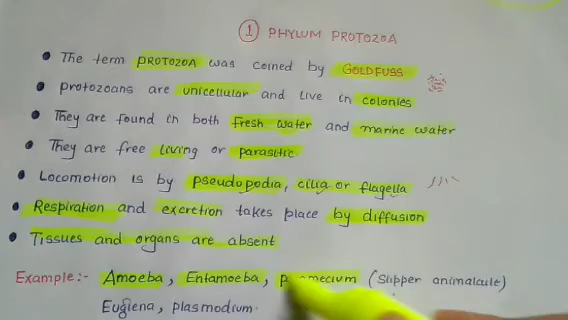 ① PHYLUM PROTOZOA
• The term PROTOZOA was coined by GOLDFUSS
• protozoans are unicellular and live in colonies
• They are found in both fresh water and marine water
• They are free living or parasitic
• Locomotion is by pseudopodia, cilia or flagella
• Respiration and excretion takes place by diffusion
• Tissues and organs are absent
Example:- Amoeba, Entamoeba, (Slipper animalcule)
Euglena, plasmodium.